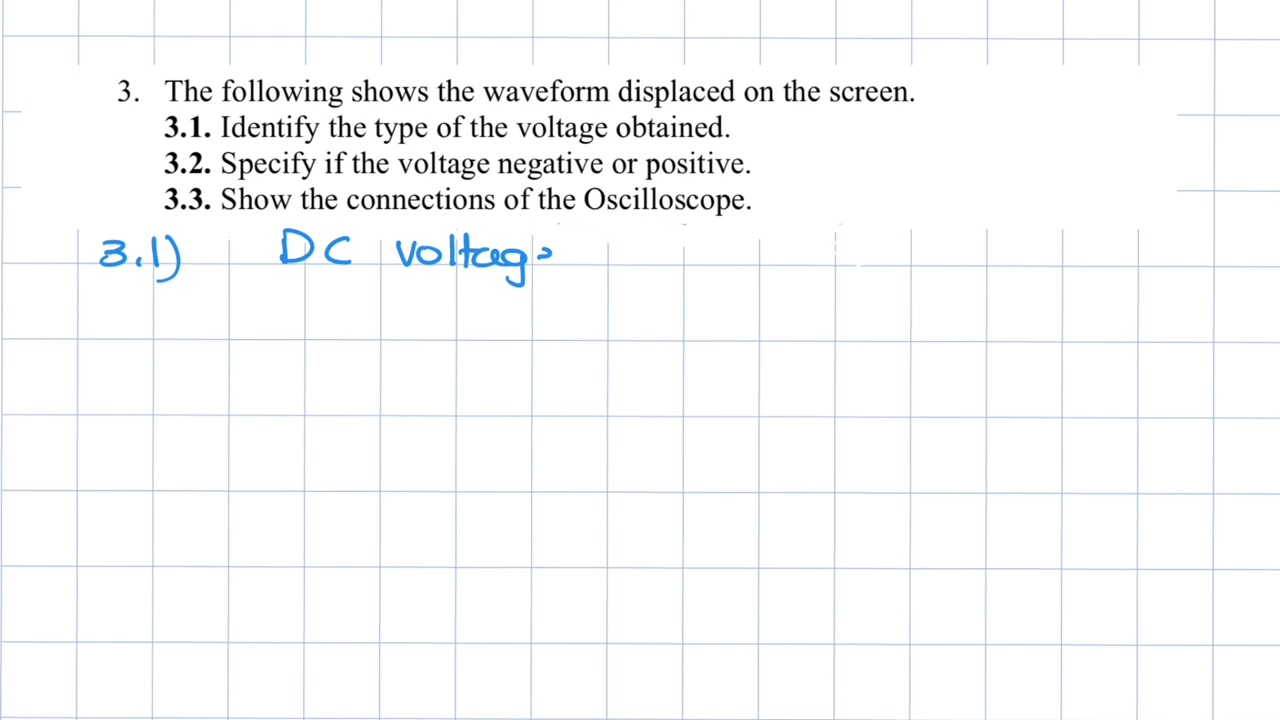 3. The following shows the waveform displaced on the screen.
3.1. Identify the type of the voltage obtained.
3.2. Specify if the voltage negative or positive.
3.3. Show the connections of the Oscilloscope.
3.1) DC voltage